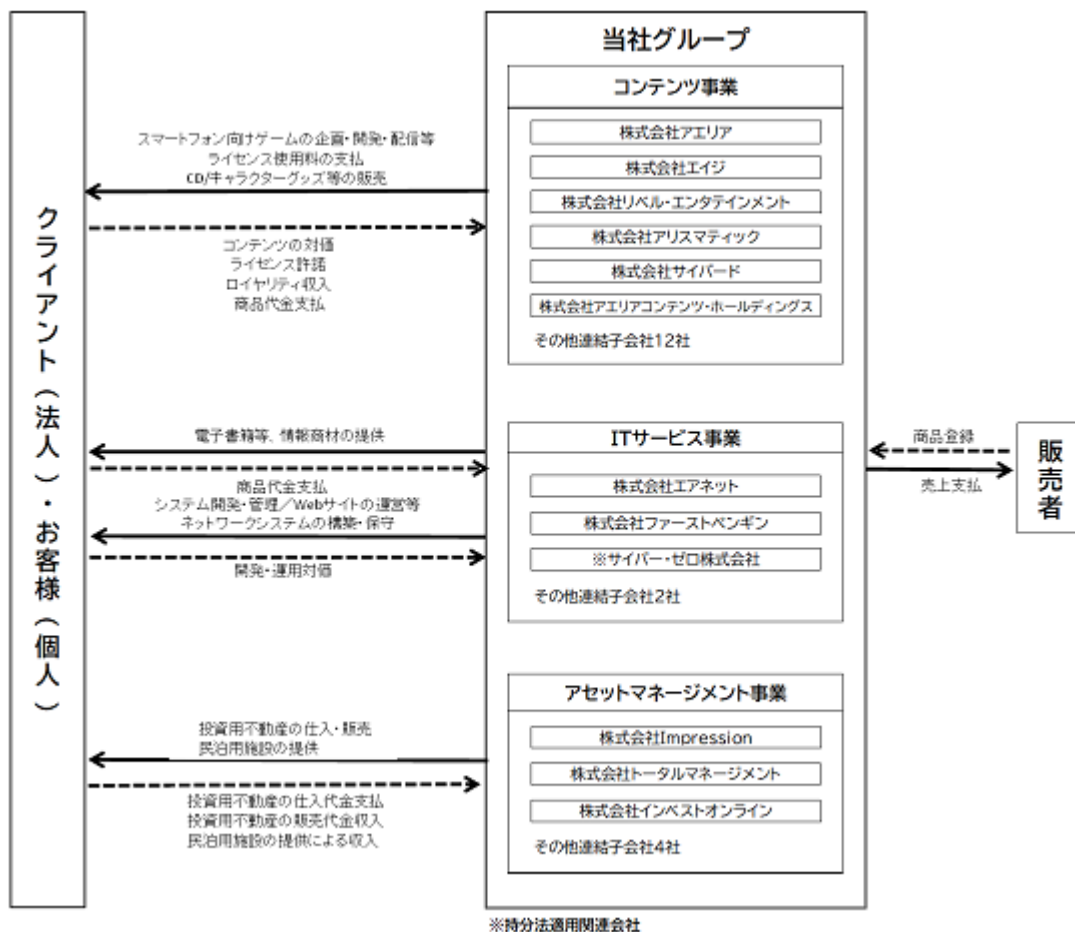 当社グループ
コンテンツ事業
株式会社アエリア
株式会社エイジ
株式会社リベル・エンタテインメント
株式会社アリスマティック
株式会社サイバード
株式会社アエリアコンテンツ・ホールディングス
その他連結子会社12社
スマートフォン向けゲームの企画・開発・配信等
ライセンス使用料の支払
CD/キャラクターグッズ等の販売
コンテンツの対価
ライセンス許諾
ロイヤリティ収入
商品代金支払
クライアント(法人)・お客様(個人)
電子書籍等、情報商材の提供
商品代金支払
システム開発・管理/Webサイトの運営等
ネットワークシステムの構築・保守
開発・運用対価
ITサービス事業
株式会社エアネット
株式会社ファーストペンギン
※サイバー・ゼロ株式会社
その他連結子会社2社
商品登録
売上支払
販売者
アセットマネージメント事業
株式会社Impression
株式会社トータルマネージメント
株式会社インベストオンライン
その他連結子会社4社
投資用不動産の仕入・販売
民泊用施設の提供
投資用不動産の仕入代金支払
投資用不動産の販売代金収入
民泊用施設の提供による収入
※持分法適用関連会社